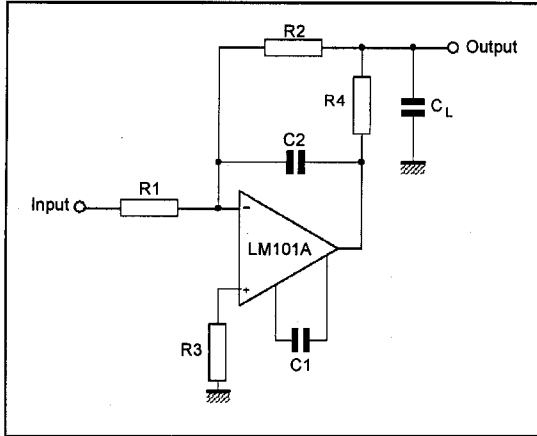 R2
Output
R4
C L
C2
R1
Input
−
LM101A
+
R3
C1